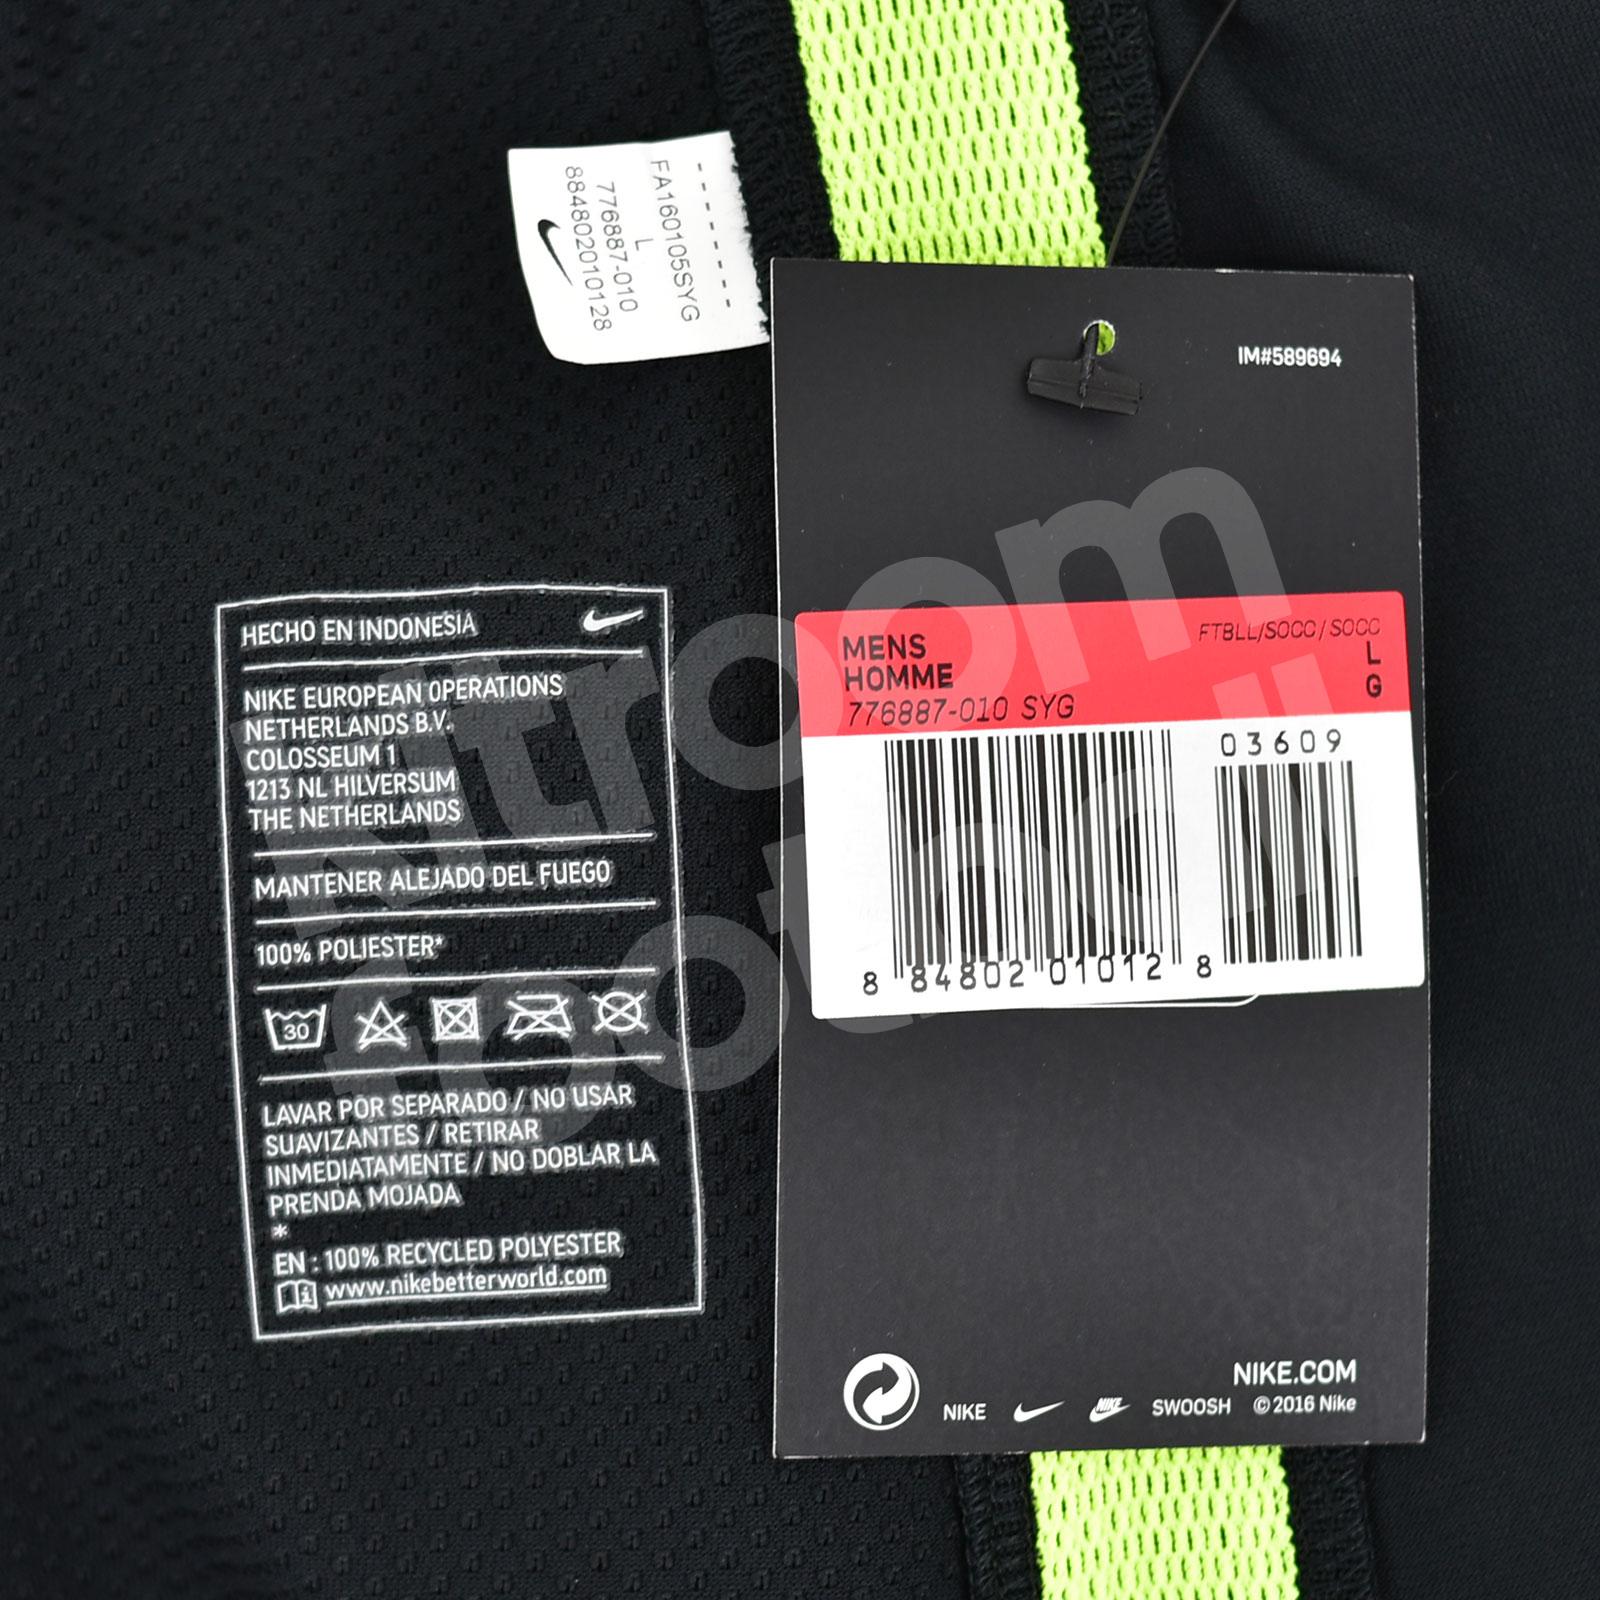 FA160105SYG
L
776887-010
884802010128
IM#589694
MENS
HOMME
776887-010 SYG
FTBLL/SOCC/SOCC
L
G
03609
8 84802 01012 8
NIKE.COM
NIKE NIKE SWOOSH ©2016 Nike
HECHO EN INDONESIA
NIKE EUROPEAN OPERATIONS
NETHERLANDS B.V.
COLOSSEUM 1
1213 NL HILVERSUM
THE NETHERLANDS
MANTENER ALEJADO DEL FUEGO
100% POLIESTER*
30
LAVAR POR SEPARADO / NO USAR
SUAVIZANTES / RETIRAR
INMEDIATAMENTE / NO DOBLAR LA
PRENDA MOJADA
*
EN : 100% RECYCLED POLYESTER
i www.nikebetterworld.com
kitroom
football